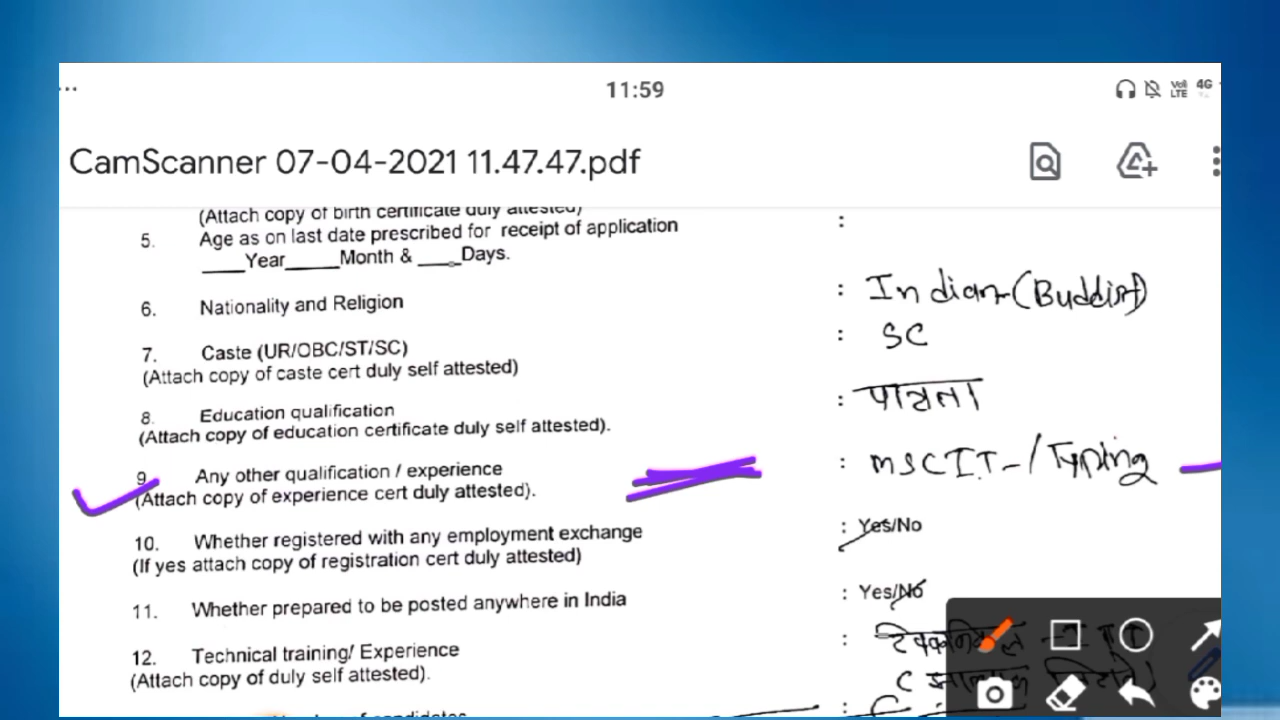 11:59
Vol) LTE 4G
CamScanner 07-04-2021 11.47.47.pdf
(Attach copy of birth certificate duly attested) :
5. Age as on last date prescribed for receipt of application
____Year_____Month & ____Days.
6. Nationality and Religion : Indian (Buddist)
7. Caste (UR/OBC/ST/SC) : SC
(Attach copy of caste cert duly self attested)
8. Education qualification : पात्रता
(Attach copy of education certificate duly self attested).
9. Any other qualification / experience : MSCIT - / Typing
(Attach copy of experience cert duly attested).
10. Whether registered with any employment exchange : Yes/No
(If yes attach copy of registration cert duly attested)
11. Whether prepared to be posted anywhere in India : Yes/No
12. Technical training/ Experience :
(Attach copy of duly self attested).